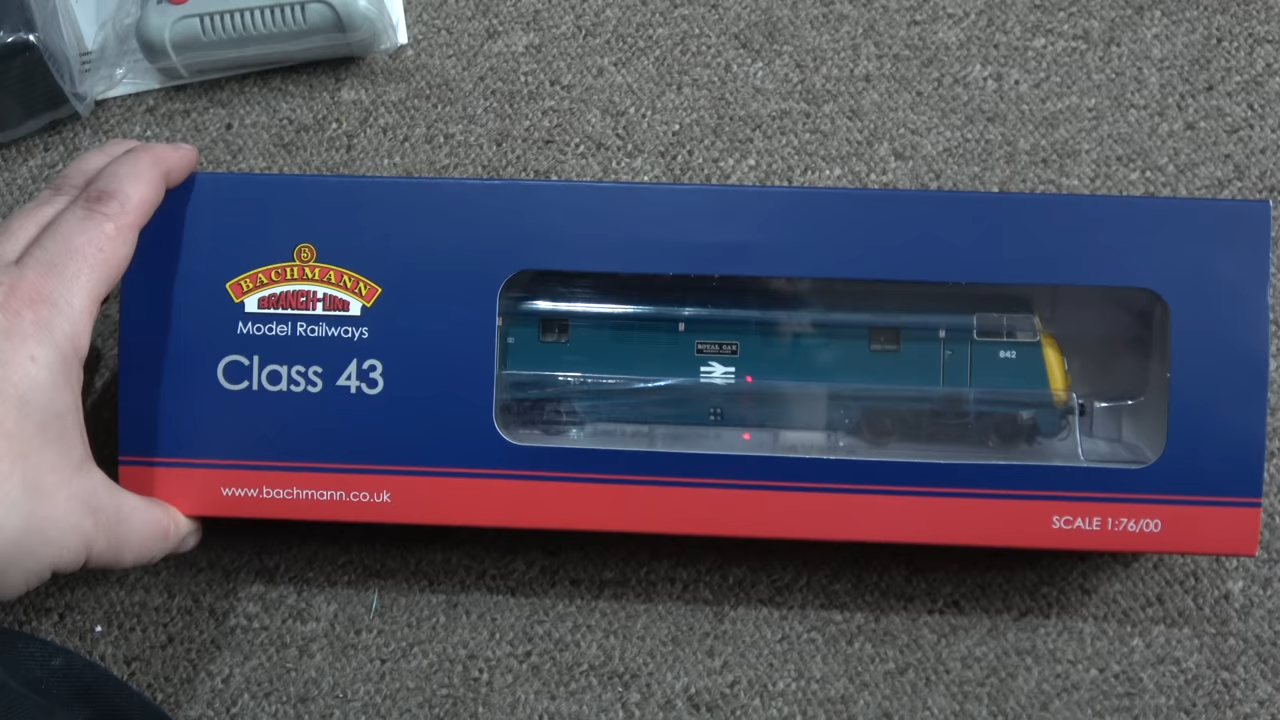 B
BACHMANN
BRANCH-LINE
Model Railways
Class 43
ROYAL OAK
842
www.bachmann.co.uk
SCALE 1:76/00